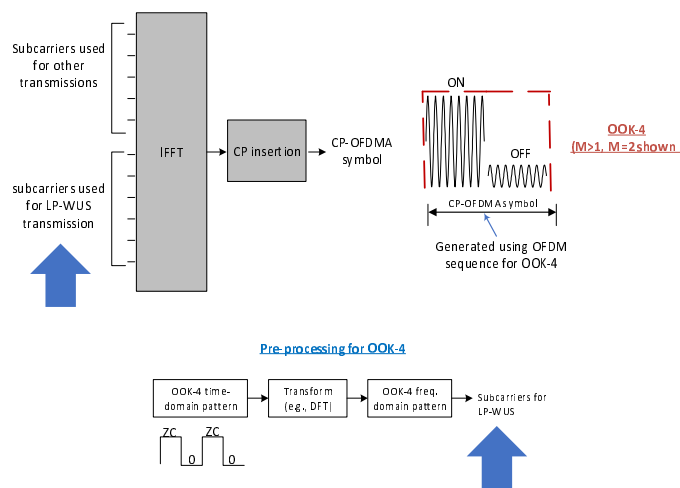 Subcarriers used
for other
transmissions
subcarriers used
for LP-WUS
transmission
IFFT
CP insertion
CP-OFDMA
symbol
ON
OFF
CP-OFDMA symbol
Generated using OFDM
sequence for OOK-4
OOK-4
(M>1, M=2 shown
Pre-processing for OOK-4
OOK-4 time-
domain pattern
Transform
(e.g., DFT)
OOK-4 freq.
domain pattern
Subcarriers for
LP-WUS
ZC ZC
0 0